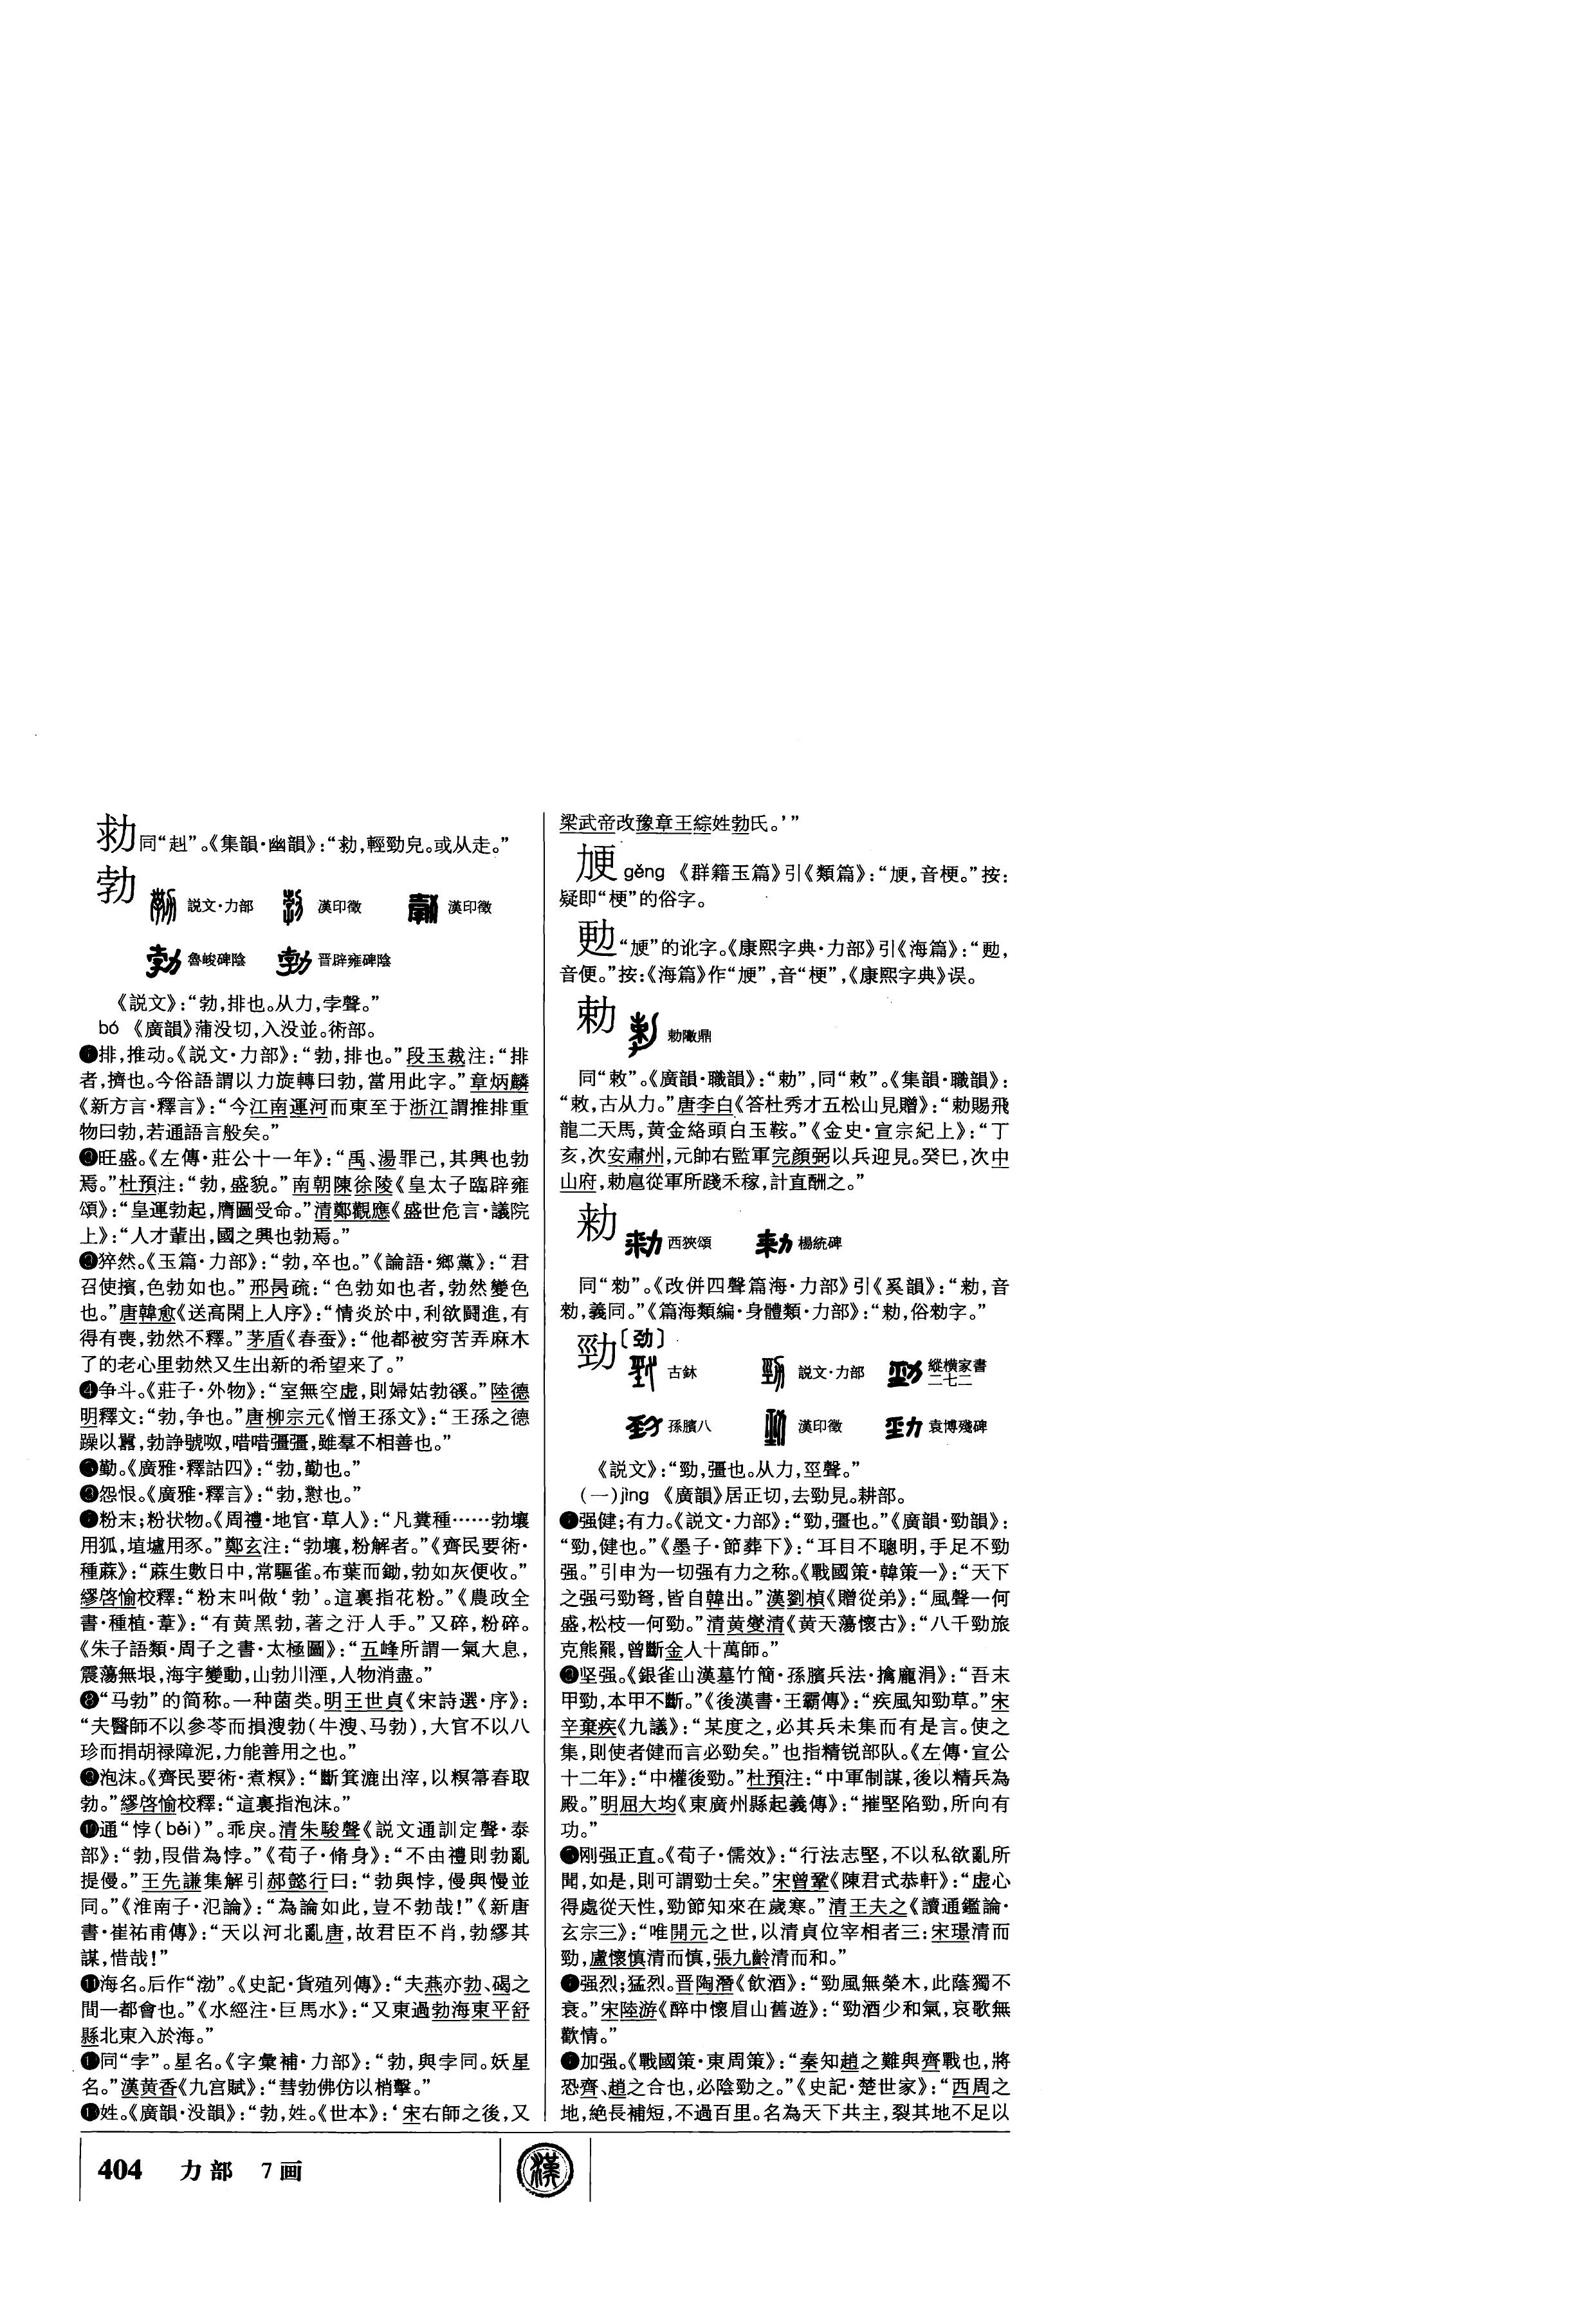 勑同“赳”。《集韻·幽韻》：“勑，輕勁皃。或从走。”
勃
説文·力部 漢印徵 漢印徵
魯峻碑陰 晋辟雍碑陰
《説文》：“勃，排也。从力，孛聲。”
bó 《廣韻》蒲没切，入没並。術部。
❶排，推动。《説文·力部》：“勃，排也。”段玉裁注：“排
者，擠也。今俗語謂以力旋轉曰勃，當用此字。”章炳麟
《新方言·釋言》：“今江南運河而東至于浙江謂推排重
物曰勃，若通語言般矣。”
❷旺盛。《左傳·莊公十一年》：“禹、湯罪己，其興也勃
焉。”杜預注：“勃，盛貌。”南朝陳徐陵《皇太子臨辟雍
頌》：“皇運勃起，膺圖受命。”清鄭觀應《盛世危言·議院
上》：“人才輩出，國之興也勃焉。”
❸猝然。《玉篇·力部》：“勃，卒也。”《論語·鄉黨》：“君
召使擯，色勃如也。”邢昺疏：“色勃如也者，勃然變色
也。”唐韓愈《送高閑上人序》：“情炎於中，利欲鬭進，有
得有喪，勃然不釋。”茅盾《春蚕》：“他都被穷苦弄麻木
了的老心里勃然又生出新的希望来了。”
❹争斗。《莊子·外物》：“室無空虚，則婦姑勃豀。”陸德
明釋文：“勃，争也。”唐柳宗元《憎王孫文》：“王孫之德
躁以囂，勃諍號呶，唶唶彊彊，雖羣不相善也。”
❺勤。《廣雅·釋詁四》：“勃，勤也。”
❻怨恨。《廣雅·釋言》：“勃，懟也。”
❼粉末；粉状物。《周禮·地官·草人》：“凡糞種……勃壤
用狐，埴壚用豕。”鄭玄注：“勃壤，粉解者。”《齊民要術·
種蔴》：“蔴生數日中，常驅雀。布葉而鋤，勃如灰便收。”
繆啓愉校釋：“粉末叫做‘勃’。這裏指花粉。”《農政全
書·種植·葦》：“有黄黑勃，著之汙人手。”又碎，粉碎。
《朱子語類·周子之書·太極圖》：“五峰所謂一氣大息，
震蕩無垠，海宇變動，山勃川湮，人物消盡。”
❽“马勃”的简称。一种菌类。明王世貞《宋詩選·序》：
“夫醫師不以參苓而損溲勃（牛溲、马勃），大官不以八
珍而捐胡禄障泥，力能善用之也。”
❾泡沫。《齊民要術·煮𥺌》：“斷箕漉出滓，以𥺌箒舂取
勃。”繆啓愉校釋：“這裏指泡沫。”
❿通“悖（bèi）”。乖戾。清朱駿聲《説文通訓定聲·泰
部》：“勃，叚借為悖。”《荀子·脩身》：“不由禮則勃亂
提僈。”王先謙集解引郝懿行曰：“勃與悖，僈與慢並
同。”《淮南子·氾論》：“為論如此，豈不勃哉！”《新唐
書·崔祐甫傳》：“天以河北亂唐，故君臣不肖，勃繆其
謀，惜哉！”
⓫海名。后作“渤”。《史記·貨殖列傳》：“夫燕亦勃、碣之
間一都會也。”《水經注·巨馬水》：“又東過勃海東平舒
縣北東入於海。”
⓬同“孛”。星名。《字彙補·力部》：“勃，與孛同。妖星
名。”漢黄香《九宫賦》：“彗勃佛仿以梢擊。”
⓭姓。《廣韻·没韻》：“勃，姓。《世本》：‘宋右師之後，又
梁武帝改豫章王綜姓勃氏。’”
㔟 gěng 《群籍玉篇》引《類篇》：“㔟，音梗。”按：
疑即“梗”的俗字。
勔“㔟”的讹字。《康熙字典·力部》引《海篇》：“勔，
音便。”按：《海篇》作“㔟”，音“梗”，《康熙字典》误。
勅
勅𢿱鼎
同“敕”。《廣韻·職韻》：“勅”，同“敕”。《集韻·職韻》：
“敕，古从力。”唐李白《答杜秀才五松山見贈》：“勅賜飛
龍二天馬，黄金絡頭白玉鞍。”《金史·宣宗紀上》：“丁
亥，次安肅州，元帥右監軍完顔弼以兵迎見。癸巳，次中
山府，勅扈從軍所踐禾稼，計直酬之。”
勑
西狹頌 楊統碑
同“勑”。《改併四聲篇海·力部》引《奚韻》：“勑，音
勑，義同。”《篇海類編·身體類·力部》：“勑，俗勑字。”
勁〔劲〕
古鉢 説文·力部 縱横家書二七二
孫臏八 漢印徵 袁博殘碑
《説文》：“勁，彊也。从力，巠聲。”
（一）jìng 《廣韻》居正切，去勁見。耕部。
❶强健；有力。《説文·力部》：“勁，彊也。”《廣韻·勁韻》：
“勁，健也。”《墨子·節葬下》：“耳目不聰明，手足不勁
强。”引申为一切强有力之称。《戰國策·韓策一》：“天下
之强弓勁弩，皆自韓出。”漢劉楨《贈從弟》：“風聲一何
盛，松枝一何勁。”清黄燮清《黄天蕩懷古》：“八千勁旅
克熊羆，曾斷金人十萬師。”
❷坚强。《銀雀山漢墓竹簡·孫臏兵法·擒龐涓》：“吾末
甲勁，本甲不斷。”《後漢書·王霸傳》：“疾風知勁草。”宋
辛棄疾《九議》：“某度之，必其兵未集而有是言。使之
集，則使者健而言必勁矣。”也指精锐部队。《左傳·宣公
十二年》：“中權後勁。”杜預注：“中軍制謀，後以精兵為
殿。”明屈大均《東廣州縣起義傳》：“摧堅陷勁，所向有
功。”
❸刚强正直。《荀子·儒效》：“行法志堅，不以私欲亂所
聞，如是，則可謂勁士矣。”宋曾鞏《陳君式恭軒》：“虚心
得處從天性，勁節知來在歲寒。”清王夫之《讀通鑑論·
玄宗三》：“唯開元之世，以清貞位宰相者三：宋璟清而
勁，盧懷慎清而慎，張九齡清而和。”
❹强烈；猛烈。晋陶潛《飲酒》：“勁風無榮木，此蔭獨不
衰。”宋陸游《醉中懷眉山舊遊》：“勁酒少和氣，哀歌無
歡情。”
❺加强。《戰國策·東周策》：“秦知趙之難與齊戰也，將
恐齊、趙之合也，必陰勁之。”《史記·楚世家》：“西周之
地，絶長補短，不過百里。名為天下共主，裂其地不足以
404 力部 7画
漢